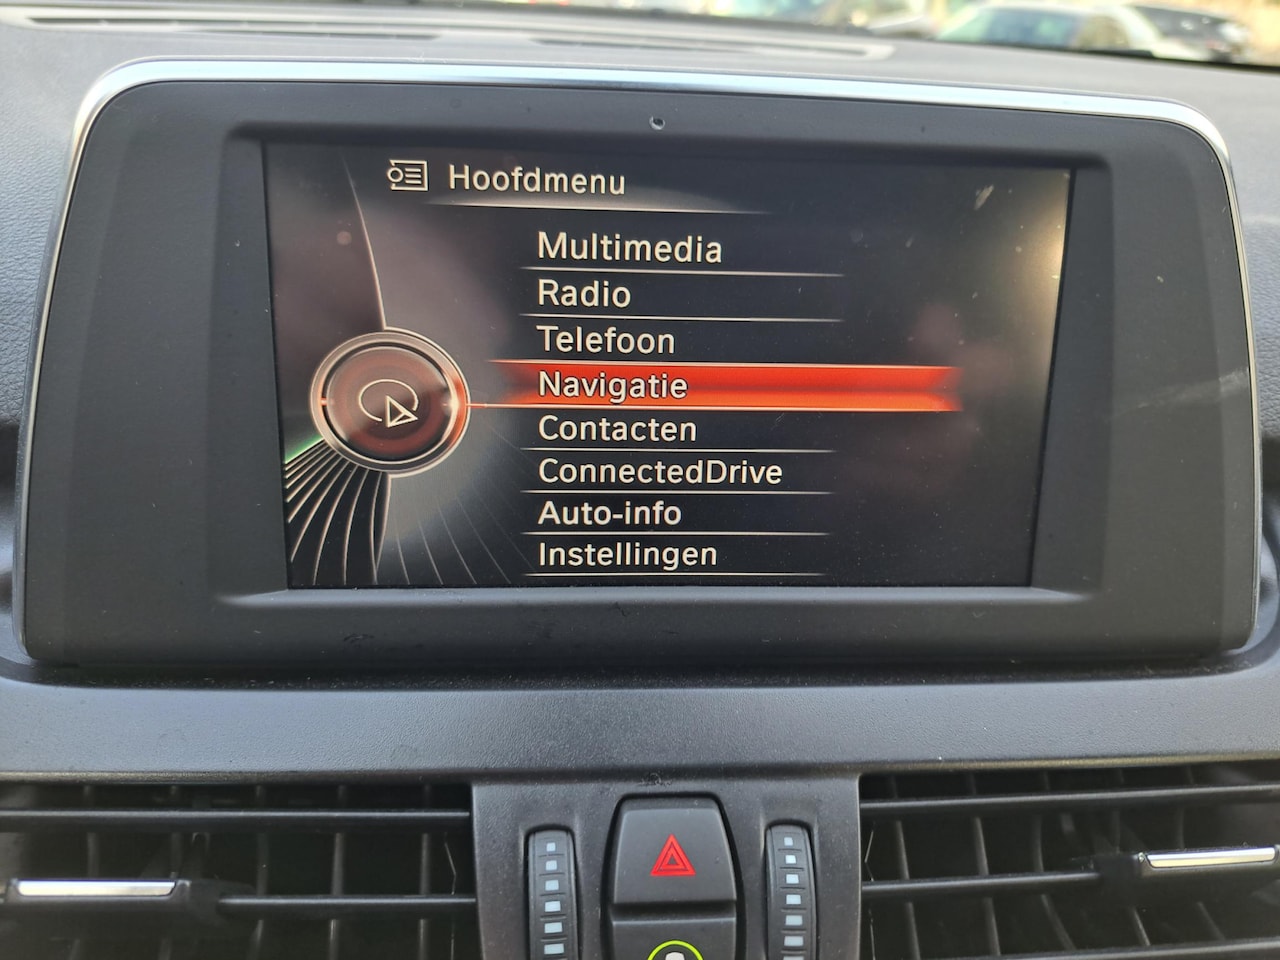 Hoofdmenu
Multimedia
Radio
Telefoon
Navigatie
Contacten
ConnectedDrive
Auto-info
Instellingen